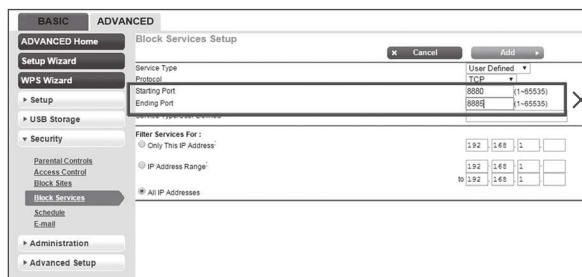 BASIC ADVANCED
ADVANCED Home
Setup Wizard
WPS Wizard
▸ Setup
▸ USB Storage
▾ Security
Parental Controls
Access Control
Block Sites
Block Services
Schedule
E-mail
▸ Administration
▸ Advanced Setup
Block Services Setup
× Cancel Add ▸
Service Type User Defined ▼
Protocol TCP ▼
Starting Port 8880 (1~65535)
Ending Port 8885 (1~65535)
Service Type/User Defined
Filter Services For :
Only This IP Address: 192 . 168 . 1 .
IP Address Range: 192 . 168 . 1 .
to 192 . 168 . 1 .
All IP Addresses